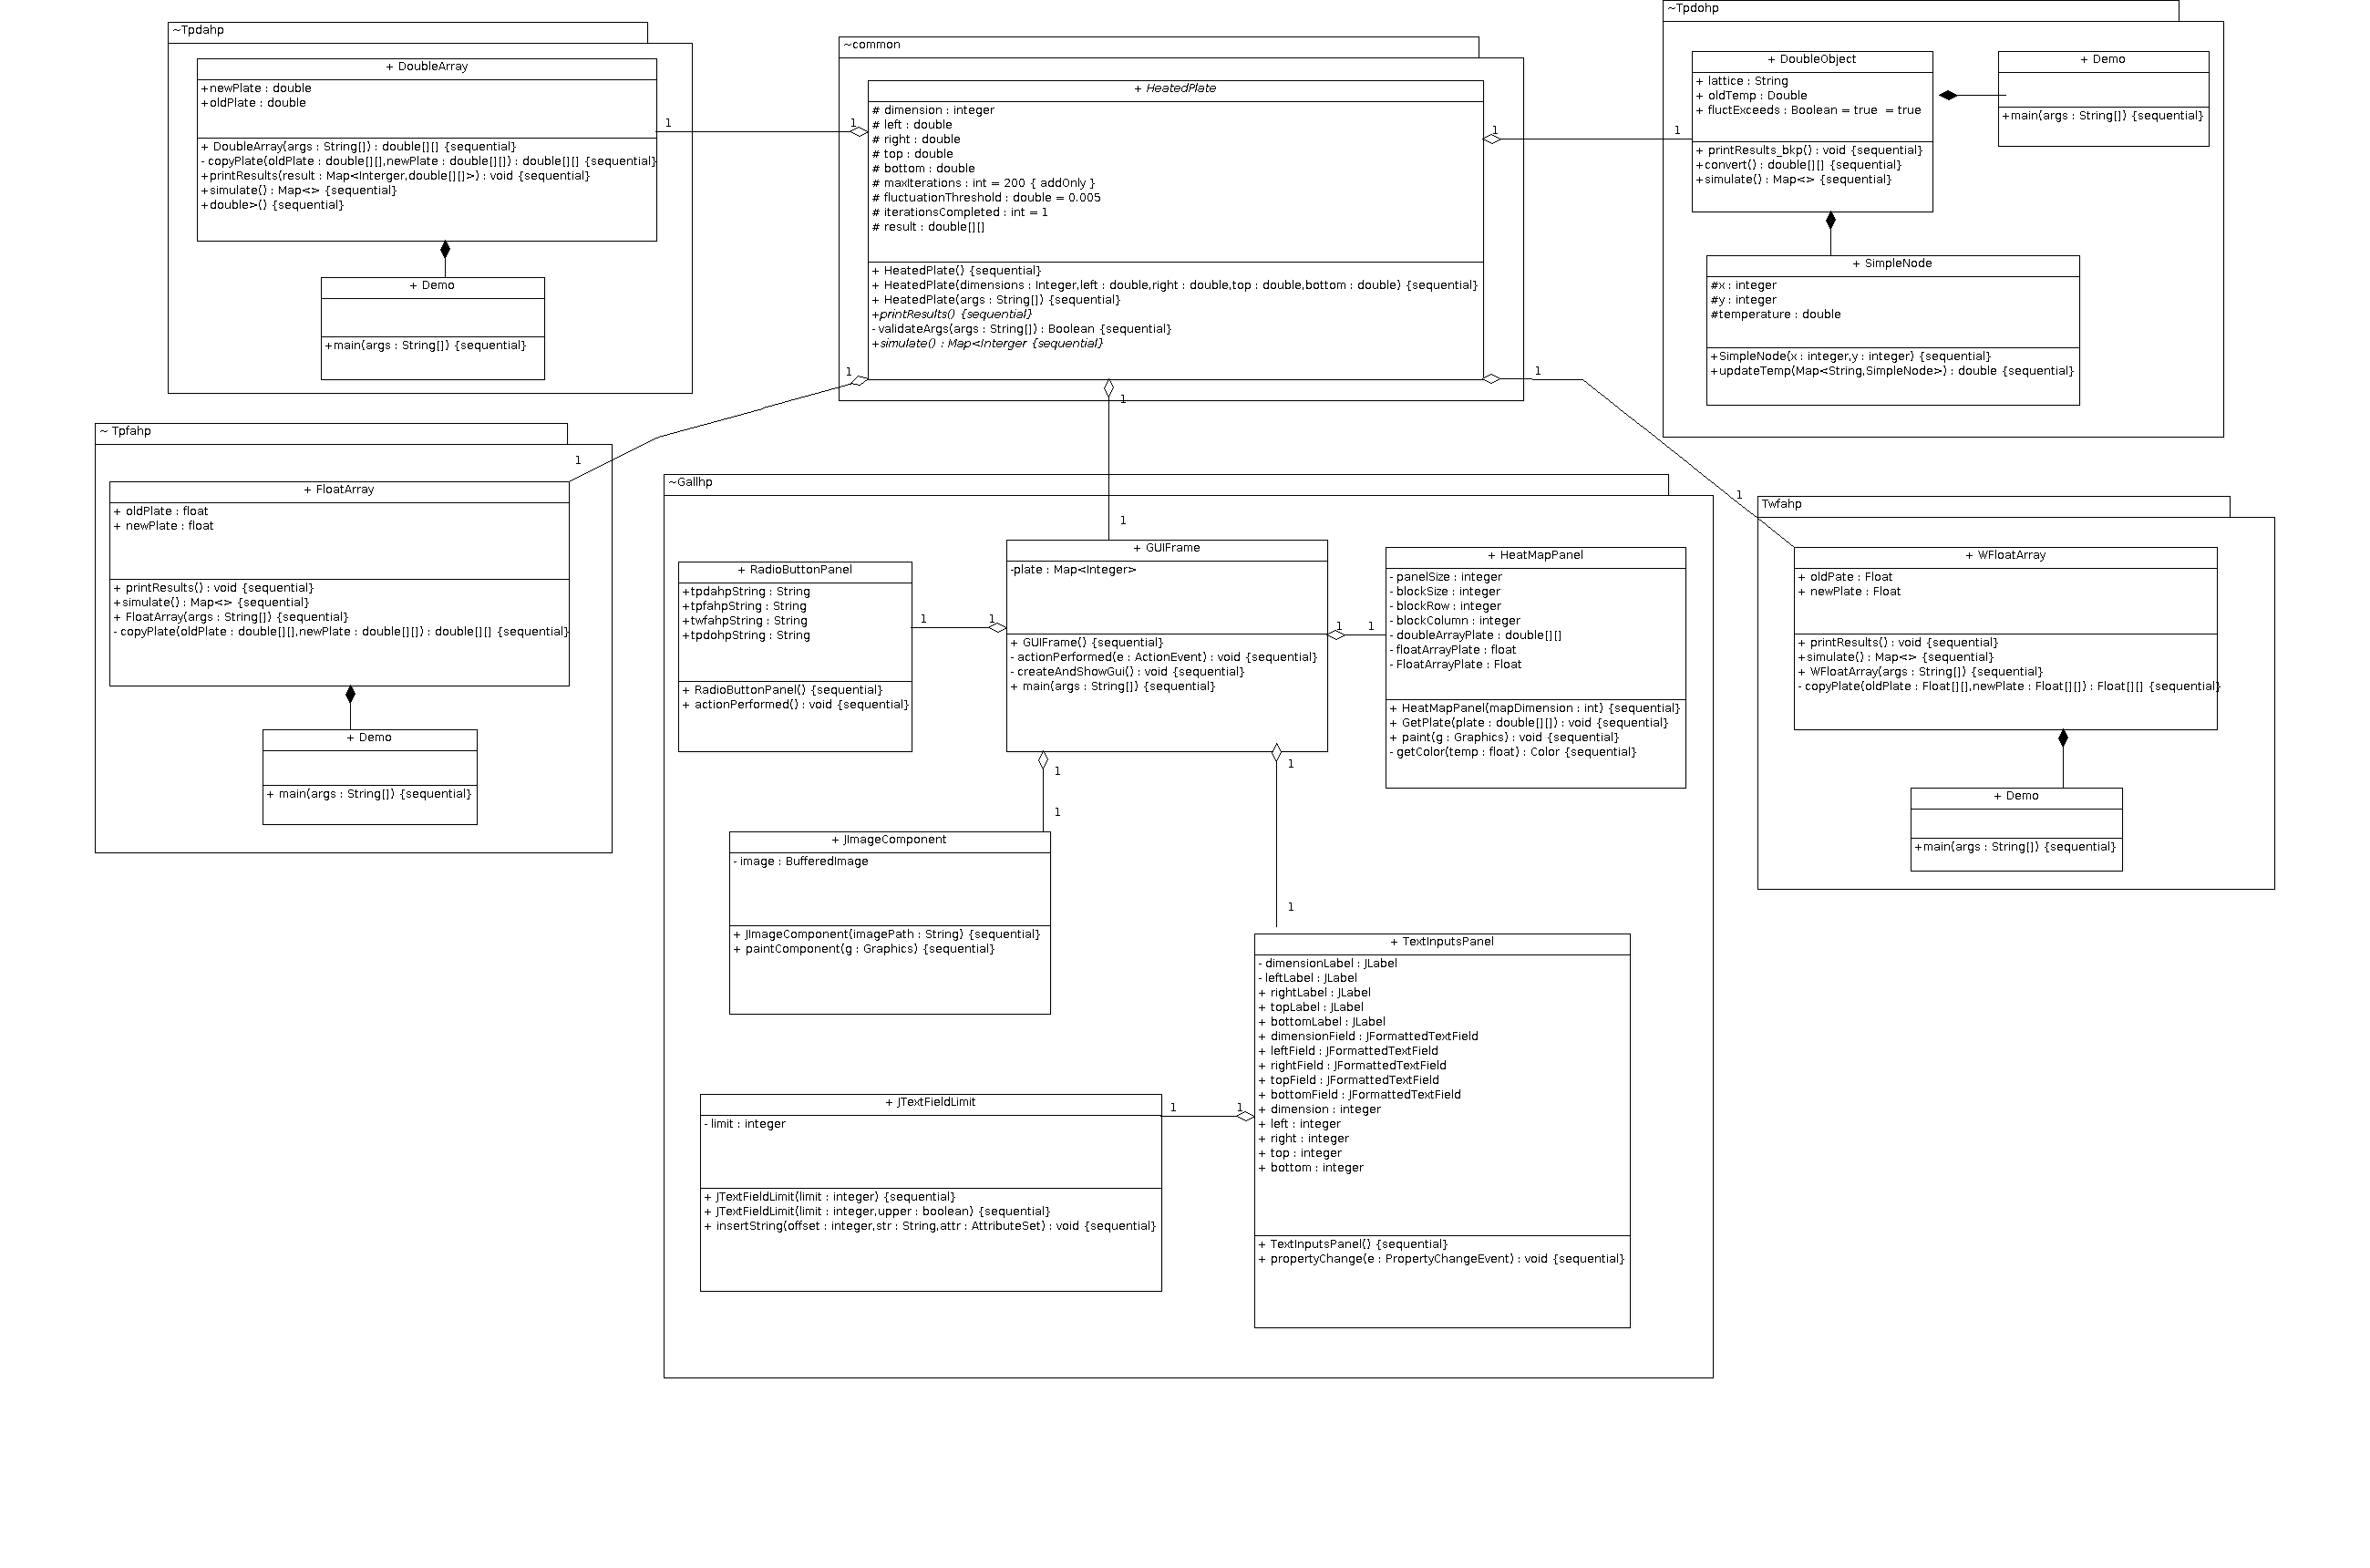 ~Tpdahp
+ DoubleArray
+newPlate : double
+oldPlate : double
+ DoubleArray(args : String[]) : double[][] {sequential}
- copyPlate(oldPlate : double[][],newPlate : double[][]) : double[][] {sequential}
+printResults(result : Map<Interger,double[][]>) : void {sequential}
+simulate() : Map<> {sequential}
+double>() {sequential}
+ Demo
+main(args : String[]) {sequential}
1
1
~common
+ HeatedPlate
# dimension : integer
# left : double
# right : double
# top : double
# bottom : double
# maxIterations : int = 200 { addOnly }
# fluctuationThreshold : double = 0.005
# iterationsCompleted : int = 1
# result : double[][]
+ HeatedPlate() {sequential}
+ HeatedPlate(dimensions : Integer,left : double,right : double,top : double,bottom : double) {sequential}
+ HeatedPlate(args : String[]) {sequential}
+printResults() {sequential}
- validateArgs(args : String[]) : Boolean {sequential}
+simulate() : Map<Interger {sequential}
1
1
~Tpdohp
+ DoubleObject
+ lattice : String
+ oldTemp : Double
+ fluctExceeds : Boolean = true  = true
+ printResults_bkp() : void {sequential}
+convert() : double[][] {sequential}
+simulate() : Map<> {sequential}
+ Demo
+main(args : String[]) {sequential}
+ SimpleNode
#x : integer
#y : integer
#temperature : double
+SimpleNode(x : integer,y : integer) {sequential}
+updateTemp(Map<String,SimpleNode>) : double {sequential}
1
1
1
1
1
1
~ Tpfahp
+ FloatArray
+ oldPlate : float
+ newPlate : float
+ printResults() : void {sequential}
+simulate() : Map<> {sequential}
+ FloatArray(args : String[]) {sequential}
- copyPlate(oldPlate : double[][],newPlate : double[][]) : double[][] {sequential}
+ Demo
+ main(args : String[]) {sequential}
~Gallhp
+ RadioButtonPanel
+tpdahpString : String
+tpfahpString : String
+twfahpString : String
+tpdohpString : String
+ RadioButtonPanel() {sequential}
+ actionPerformed() : void {sequential}
1
1
+ GUIFrame
-plate : Map<Integer>
+ GUIFrame() {sequential}
- actionPerformed(e : ActionEvent) : void {sequential}
- createAndShowGui() : void {sequential}
+ main(args : String[]) {sequential}
1
1
+ HeatMapPanel
- panelSize : integer
- blockSize : integer
- blockRow : integer
- blockColumn : integer
- doubleArrayPlate : double[][]
- floatArrayPlate : float
- FloatArrayPlate : Float
+ HeatMapPanel(mapDimension : int) {sequential}
+ GetPlate(plate : double[][]) : void {sequential}
+ paint(g : Graphics) : void {sequential}
- getColor(temp : float) : Color {sequential}
1
1
1
1
+ JImageComponent
- image : BufferedImage
+ JImageComponent(imagePath : String) {sequential}
+ paintComponent(g : Graphics) {sequential}
+ TextInputsPanel
- dimensionLabel : JLabel
- leftLabel : JLabel
+ rightLabel : JLabel
+ topLabel : JLabel
+ bottomLabel : JLabel
+ dimensionField : JFormattedTextField
+ leftField : JFormattedTextField
+ rightField : JFormattedTextField
+ topField : JFormattedTextField
+ bottomField : JFormattedTextField
+ dimension : integer
+ left : integer
+ right : integer
+ top : integer
+ bottom : integer
+ TextInputsPanel() {sequential}
+ propertyChange(e : PropertyChangeEvent) : void {sequential}
1
1
+ JTextFieldLimit
- limit : integer
+ JTextFieldLimit(limit : integer) {sequential}
+ JTextFieldLimit(limit : integer,upper : boolean) {sequential}
+ insertString(offset : integer,str : String,attr : AttributeSet) : void {sequential}
Twfahp
+ WFloatArray
+ oldPate : Float
+ newPlate : Float
+ printResults() : void {sequential}
+simulate() : Map<> {sequential}
+ WFloatArray(args : String[]) {sequential}
- copyPlate(oldPlate : Float[][],newPlate : Float[][]) : Float[][] {sequential}
+ Demo
+main(args : String[]) {sequential}